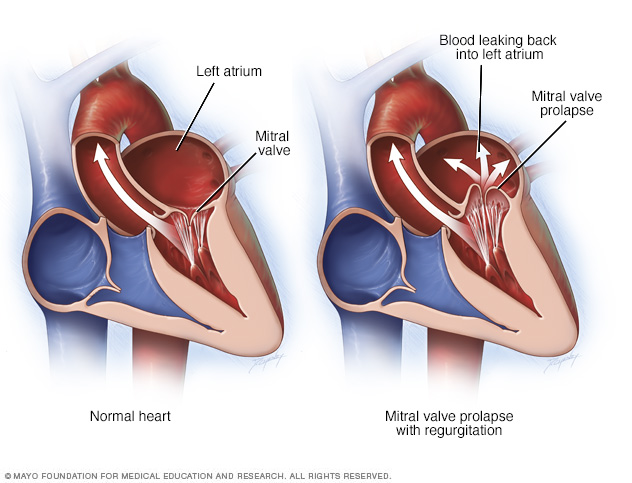 Left atrium
Mitral
valve
Normal heart
Blood leaking back
into left atrium
Mitral valve
prolapse
Mitral valve prolapse
with regurgitation
© MAYO FOUNDATION FOR MEDICAL EDUCATION AND RESEARCH. ALL RIGHTS RESERVED.